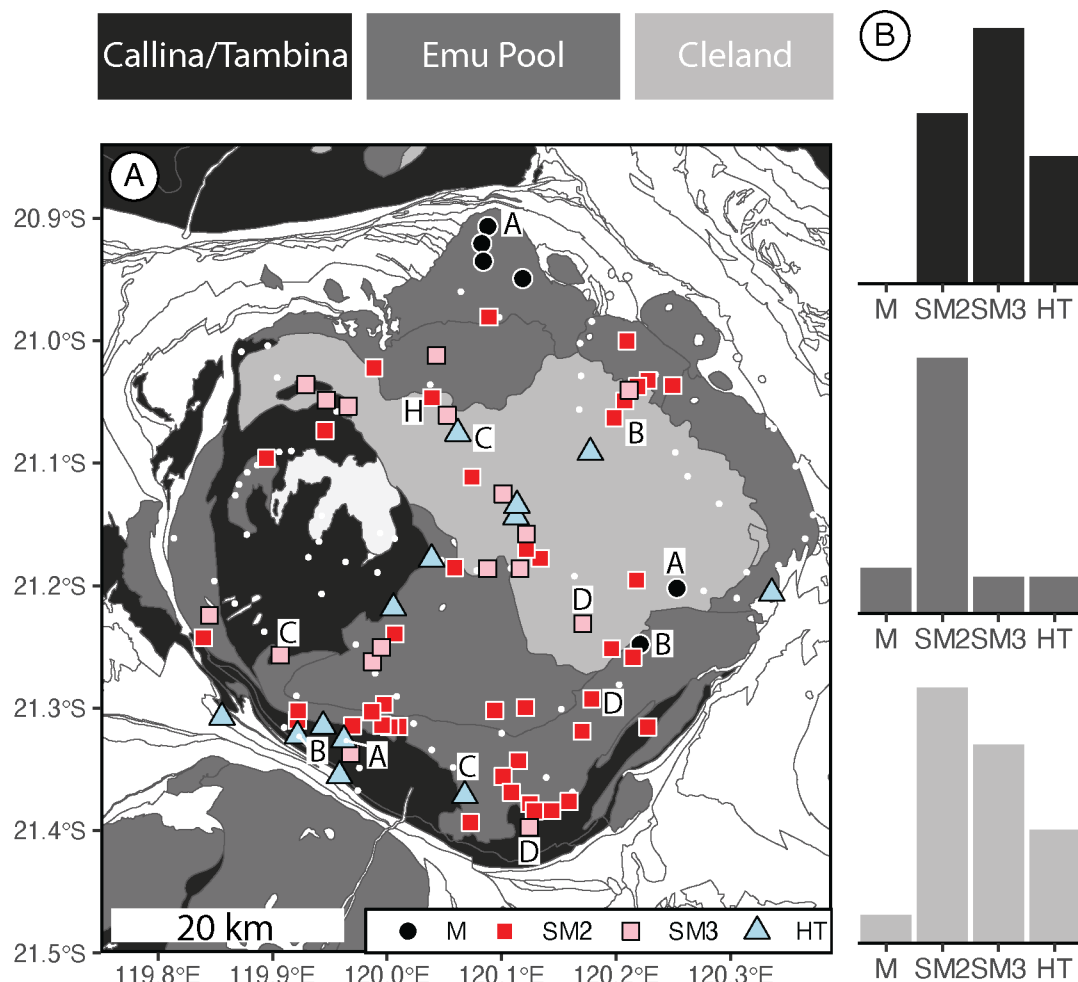 Callina/Tambina Emu Pool Cleland
B
A
20.9°S
21.0°S
21.1°S
21.2°S
21.3°S
21.4°S
21.5°S
A
H
C
B
A
D
B
C
D
B
A
C
D
20 km
M SM2 SM3 HT
119.8°E 119.9°E 120.0°E 120.1°E 120.2°E 120.3°E
M SM2 SM3 HT
M SM2 SM3 HT
M SM2 SM3 HT